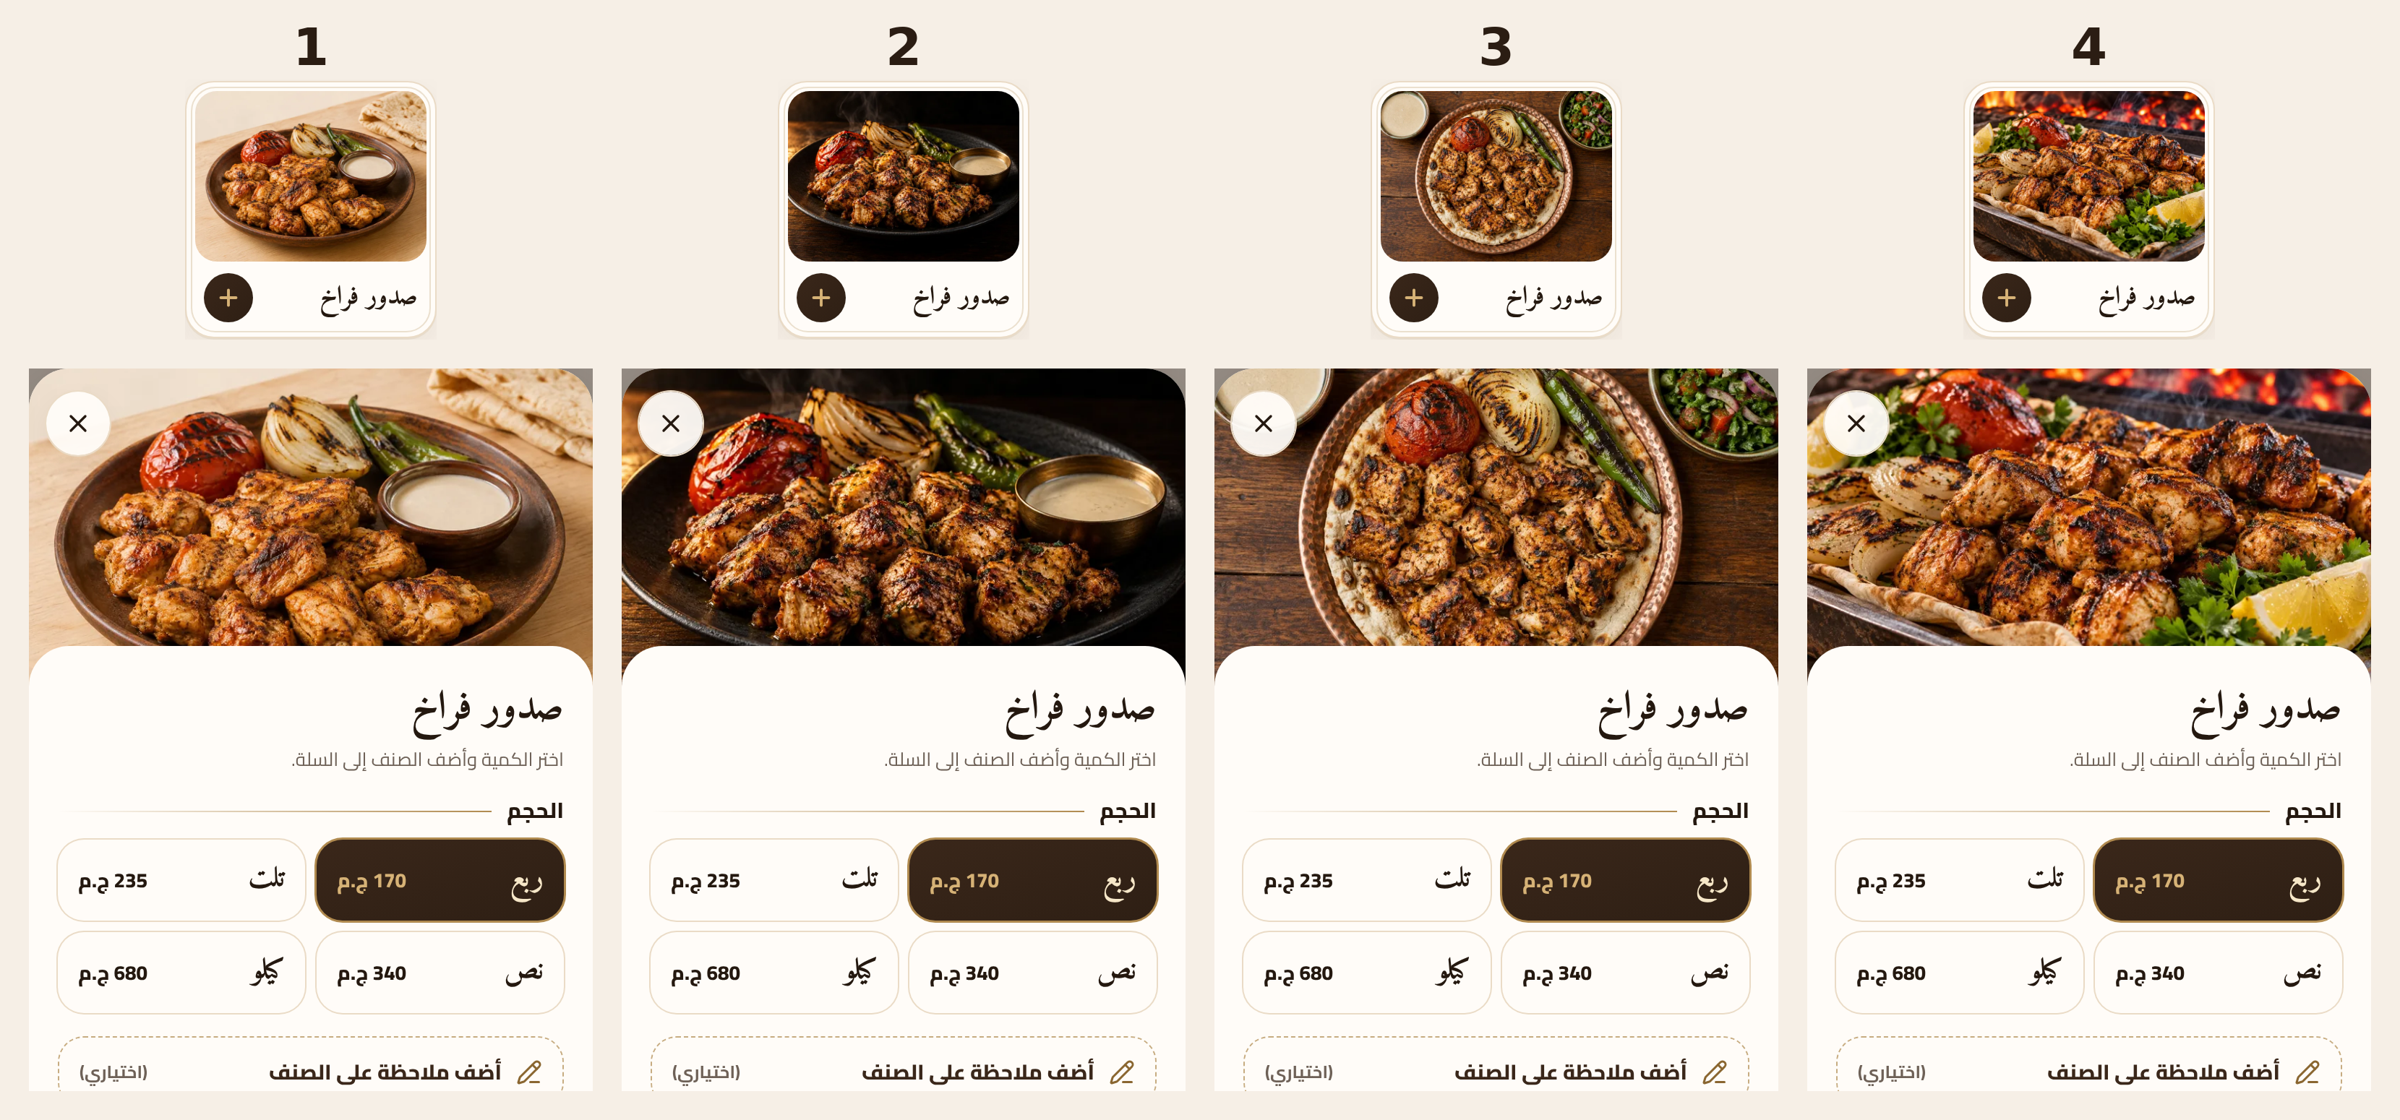 1
2
3
4
صدور فراخ
صدور فراخ
صدور فراخ
صدور فراخ
صدور فراخ
اختر الكمية وأضف الصنف إلى السلة.
الحجم
ربع 170 ج.م
تلت 235 ج.م
نص 340 ج.م
كيلو 680 ج.م
أضف ملاحظة على الصنف (اختياري)
صدور فراخ
اختر الكمية وأضف الصنف إلى السلة.
الحجم
ربع 170 ج.م
تلت 235 ج.م
نص 340 ج.م
كيلو 680 ج.م
أضف ملاحظة على الصنف (اختياري)
صدور فراخ
اختر الكمية وأضف الصنف إلى السلة.
الحجم
ربع 170 ج.م
تلت 235 ج.م
نص 340 ج.م
كيلو 680 ج.م
أضف ملاحظة على الصنف (اختياري)
صدور فراخ
اختر الكمية وأضف الصنف إلى السلة.
الحجم
ربع 170 ج.م
تلت 235 ج.م
نص 340 ج.م
كيلو 680 ج.م
أضف ملاحظة على الصنف (اختياري)